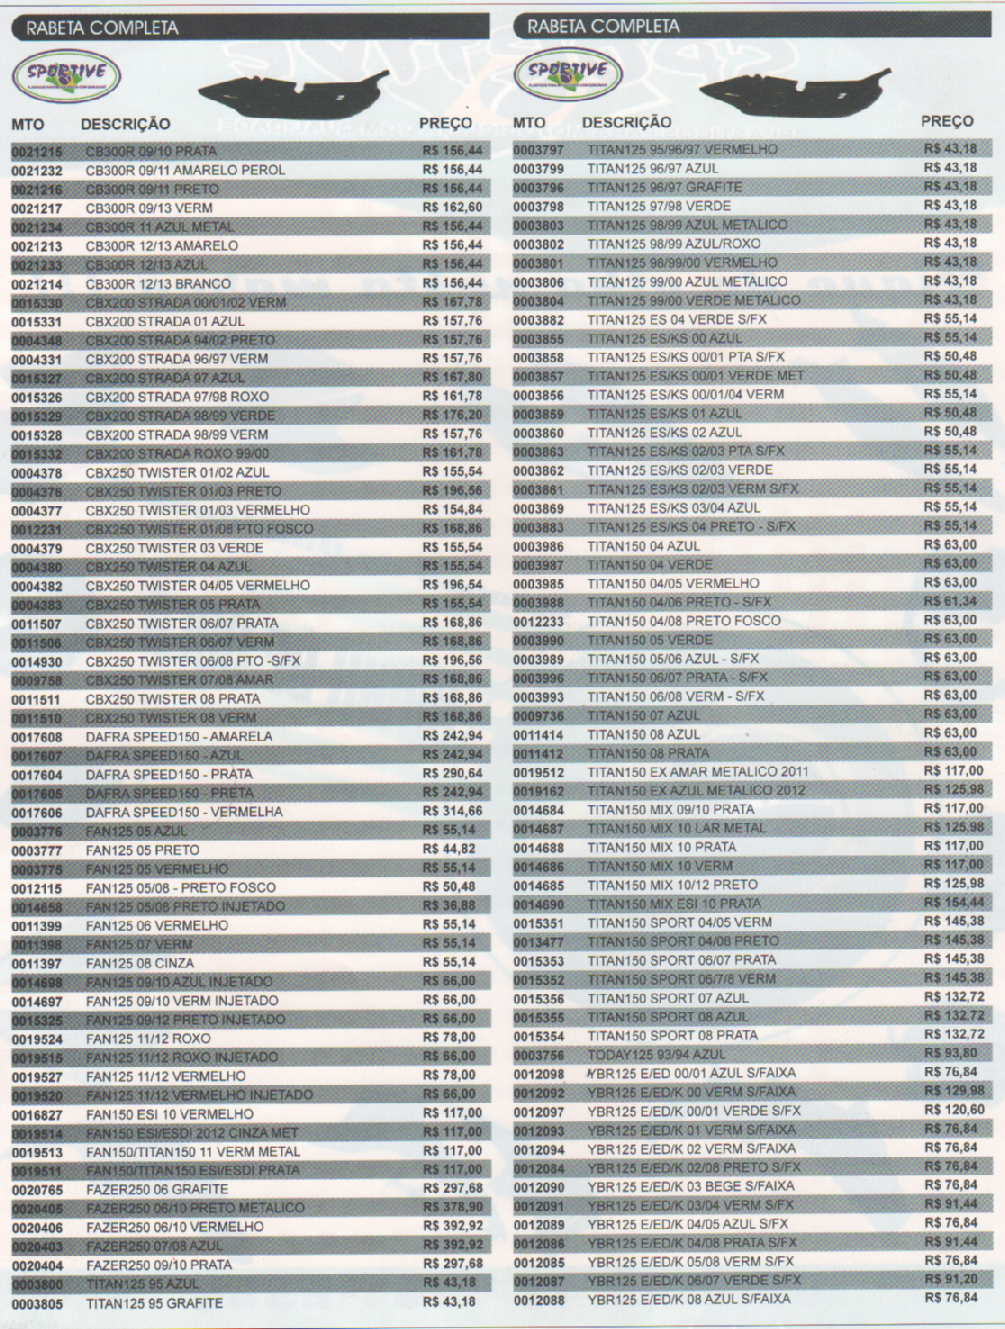 RABETA COMPLETA
SPORTIVE
MTO DESCRIÇÃO PREÇO
0021215 CB300R 09/10 PRATA R$ 156,44
0021232 CB300R 09/11 AMARELO PEROL R$ 156,44
0021216 CB300R 09/11 PRETO R$ 156,44
0021217 CB300R 09/13 VERM R$ 162,60
0021234 CB300R 11 AZUL METAL R$ 156,44
0021213 CB300R 12/13 AMARELO R$ 156,44
0021233 CB300R 12/13 AZUL R$ 156,44
0021214 CB300R 12/13 BRANCO R$ 156,44
0015330 CBX200 STRADA 00/01/02 VERM R$ 167,78
0015331 CBX200 STRADA 01 AZUL R$ 157,76
0004348 CBX200 STRADA 94/02 PRETO R$ 157,76
0004331 CBX200 STRADA 96/97 VERM R$ 157,76
0015327 CBX200 STRADA 97 AZUL R$ 167,80
0015326 CBX200 STRADA 97/98 ROXO R$ 161,78
0015329 CBX200 STRADA 98/99 VERDE R$ 176,20
0015328 CBX200 STRADA 98/99 VERM R$ 157,76
0015332 CBX200 STRADA ROXO 99/00 R$ 161,78
0004378 CBX250 TWISTER 01/02 AZUL R$ 155,54
0004376 CBX250 TWISTER 01/03 PRETO R$ 196,56
0004377 CBX250 TWISTER 01/03 VERMELHO R$ 154,84
0012231 CBX250 TWISTER 01/08 PTO FOSCO R$ 168,86
0004379 CBX250 TWISTER 03 VERDE R$ 155,54
0004380 CBX250 TWISTER 04 AZUL R$ 155,54
0004382 CBX250 TWISTER 04/05 VERMELHO R$ 196,54
0004383 CBX250 TWISTER 05 PRATA R$ 155,54
0011507 CBX250 TWISTER 06/07 PRATA R$ 168,86
0011506 CBX250 TWISTER 06/07 VERM R$ 168,86
0014930 CBX250 TWISTER 06/08 PTO -S/FX R$ 196,56
0009758 CBX250 TWISTER 07/08 AMAR R$ 168,86
0011511 CBX250 TWISTER 08 PRATA R$ 168,86
0011510 CBX250 TWISTER 08 VERM R$ 168,86
0017608 DAFRA SPEED150 - AMARELA R$ 242,94
0017607 DAFRA SPEED150 - AZUL R$ 242,94
0017604 DAFRA SPEED150 - PRATA R$ 290,64
0017605 DAFRA SPEED150 - PRETA R$ 242,94
0017606 DAFRA SPEED150 - VERMELHA R$ 314,66
0003776 FAN125 05 AZUL R$ 55,14
0003777 FAN125 05 PRETO R$ 44,82
0003775 FAN125 05 VERMELHO R$ 55,14
0012115 FAN125 05/08 - PRETO FOSCO R$ 50,48
0014658 FAN125 05/08 PRETO INJETADO R$ 36,88
0011399 FAN125 06 VERMELHO R$ 55,14
0011398 FAN125 07 VERM R$ 55,14
0011397 FAN125 08 CINZA R$ 55,14
0014698 FAN125 09/10 AZUL INJETADO R$ 66,00
0014697 FAN125 09/10 VERM INJETADO R$ 66,00
0015325 FAN125 09/12 PRETO INJETADO R$ 66,00
0019524 FAN125 11/12 ROXO R$ 78,00
0019515 FAN125 11/12 ROXO INJETADO R$ 66,00
0019527 FAN125 11/12 VERMELHO R$ 78,00
0019520 FAN125 11/12 VERMELHO INJETADO R$ 66,00
0016827 FAN150 ESI 10 VERMELHO R$ 117,00
0019514 FAN150 ESI/ESDI 2012 CINZA MET R$ 117,00
0019513 FAN150/TITAN150 11 VERM METAL R$ 117,00
0019511 FAN150/TITAN150 ESI/ESDI PRATA R$ 117,00
0020765 FAZER250 06 GRAFITE R$ 297,68
0020405 FAZER250 06/10 PRETO METALICO R$ 378,90
0020406 FAZER250 06/10 VERMELHO R$ 392,92
0020403 FAZER250 07/08 AZUL R$ 392,92
0020404 FAZER250 09/10 PRATA R$ 297,68
0003800 TITAN125 95 AZUL R$ 43,18
0003805 TITAN125 95 GRAFITE R$ 43,18
RABETA COMPLETA
SPORTIVE
MTO DESCRIÇÃO PREÇO
0003797 TITAN125 95/96/97 VERMELHO R$ 43,18
0003799 TITAN125 96/97 AZUL R$ 43,18
0003796 TITAN125 96/97 GRAFITE R$ 43,18
0003798 TITAN125 97/98 VERDE R$ 43,18
0003803 TITAN125 98/99 AZUL METALICO R$ 43,18
0003802 TITAN125 98/99 AZUL/ROXO R$ 43,18
0003801 TITAN125 98/99/00 VERMELHO R$ 43,18
0003806 TITAN125 99/00 AZUL METALICO R$ 43,18
0003804 TITAN125 99/00 VERDE METALICO R$ 43,18
0003882 TITAN125 ES 04 VERDE S/FX R$ 55,14
0003855 TITAN125 ES/KS 00 AZUL R$ 55,14
0003858 TITAN125 ES/KS 00/01 PTA S/FX R$ 50,48
0003857 TITAN125 ES/KS 00/01 VERDE MET R$ 50,48
0003856 TITAN125 ES/KS 00/01/04 VERM R$ 55,14
0003859 TITAN125 ES/KS 01 AZUL R$ 50,48
0003860 TITAN125 ES/KS 02 AZUL R$ 50,48
0003863 TITAN125 ES/KS 02/03 PTA S/FX R$ 55,14
0003862 TITAN125 ES/KS 02/03 VERDE R$ 55,14
0003861 TITAN125 ES/KS 02/03 VERM S/FX R$ 55,14
0003869 TITAN125 ES/KS 03/04 AZUL R$ 55,14
0003883 TITAN125 ES/KS 04 PRETO - S/FX R$ 55,14
0003986 TITAN150 04 AZUL R$ 63,00
0003987 TITAN150 04 VERDE R$ 63,00
0003985 TITAN150 04/05 VERMELHO R$ 63,00
0003988 TITAN150 04/06 PRETO - S/FX R$ 61,34
0012233 TITAN150 04/08 PRETO FOSCO R$ 63,00
0003990 TITAN150 05 VERDE R$ 63,00
0003989 TITAN150 05/06 AZUL - S/FX R$ 63,00
0003996 TITAN150 06/07 PRATA - S/FX R$ 63,00
0003993 TITAN150 06/08 VERM - S/FX R$ 63,00
0009736 TITAN150 07 AZUL R$ 63,00
0011414 TITAN150 08 AZUL R$ 63,00
0011412 TITAN150 08 PRATA R$ 63,00
0019512 TITAN150 EX AMAR METALICO 2011 R$ 117,00
0019162 TITAN150 EX AZUL METALICO 2012 R$ 125,98
0014684 TITAN150 MIX 09/10 PRATA R$ 117,00
0014687 TITAN150 MIX 10 LAR METAL R$ 125,98
0014688 TITAN150 MIX 10 PRATA R$ 117,00
0014686 TITAN150 MIX 10 VERM R$ 117,00
0014685 TITAN150 MIX 10/12 PRETO R$ 125,98
0014690 TITAN150 MIX ESI 10 PRATA R$ 154,44
0015351 TITAN150 SPORT 04/05 VERM R$ 145,38
0013477 TITAN150 SPORT 04/08 PRETO R$ 145,38
0015353 TITAN150 SPORT 06/07 PRATA R$ 145,38
0015352 TITAN150 SPORT 06/7/8 VERM R$ 145,38
0015356 TITAN150 SPORT 07 AZUL R$ 132,72
0015355 TITAN150 SPORT 08 AZUL R$ 132,72
0015354 TITAN150 SPORT 08 PRATA R$ 132,72
0003756 TODAY125 93/94 AZUL R$ 93,80
0012098 YBR125 E/ED 00/01 AZUL S/FAIXA R$ 76,84
0012092 YBR125 E/ED/K 00 VERM S/FAIXA R$ 129,98
0012097 YBR125 E/ED/K 00/01 VERDE S/FX R$ 120,60
0012093 YBR125 E/ED/K 01 VERM S/FAIXA R$ 76,84
0012094 YBR125 E/ED/K 02 VERM S/FAIXA R$ 76,84
0012084 YBR125 E/ED/K 02/08 PRETO S/FX R$ 76,84
0012090 YBR125 E/ED/K 03 BEGE S/FAIXA R$ 76,84
0012091 YBR125 E/ED/K 03/04 VERM S/FX R$ 91,44
0012089 YBR125 E/ED/K 04/05 AZUL S/FX R$ 76,84
0012086 YBR125 E/ED/K 04/08 PRATA S/FX R$ 91,44
0012085 YBR125 E/ED/K 05/08 VERM S/FX R$ 76,84
0012087 YBR125 E/ED/K 06/07 VERDE S/FX R$ 91,20
0012088 YBR125 E/ED/K 08 AZUL S/FAIXA R$ 76,84